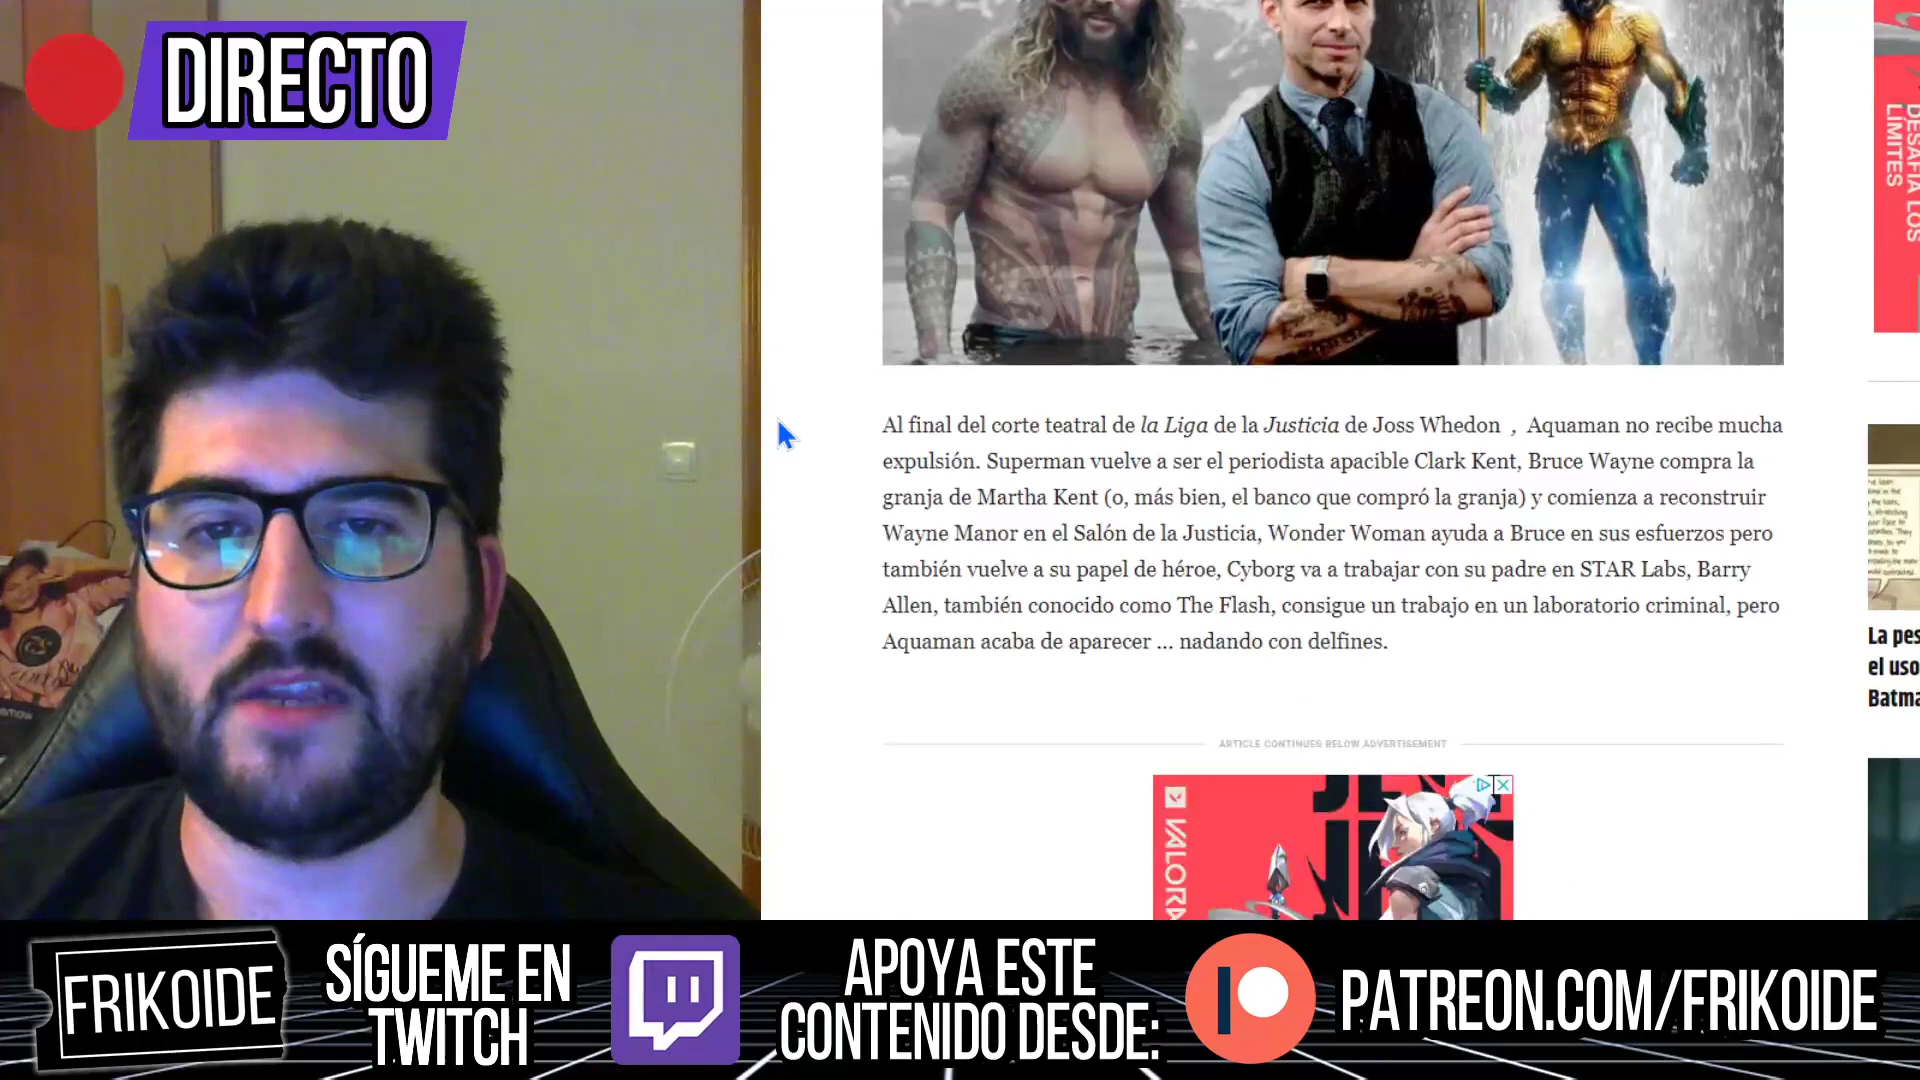 DIRECTO
Al final del corte teatral de la Liga de la Justicia de Joss Whedon , Aquaman no recibe mucha
expulsión. Superman vuelve a ser el periodista apacible Clark Kent, Bruce Wayne compra la
granja de Martha Kent (o, más bien, el banco que compró la granja) y comienza a reconstruir
Wayne Manor en el Salón de la Justicia, Wonder Woman ayuda a Bruce en sus esfuerzos pero
también vuelve a su papel de héroe, Cyborg va a trabajar con su padre en STAR Labs, Barry
Allen, también conocido como The Flash, consigue un trabajo en un laboratorio criminal, pero
Aquaman acaba de aparecer ... nadando con delfines.
ARTICLE CONTINUES BELOW ADVERTISEMENT
VALORA
DESAFÍA LOS
LÍMITES
La pes
el uso
Batma
FRIKOIDE
SÍGUEME EN
TWITCH
APOYA ESTE
CONTENIDO DESDE:
PATREON.COM/FRIKOIDE